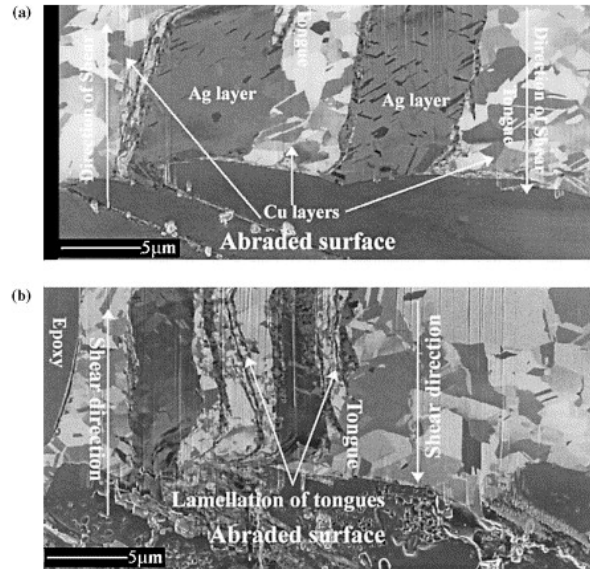 (a)
Direction of Shear
Ag layer
Tongue
Ag layer
Tongue
Direction of Shear
Cu layers
Abraded surface
5μm
(b)
Epoxy
Shear direction
Tongue
Shear direction
Lamellation of tongues
Abraded surface
5μm